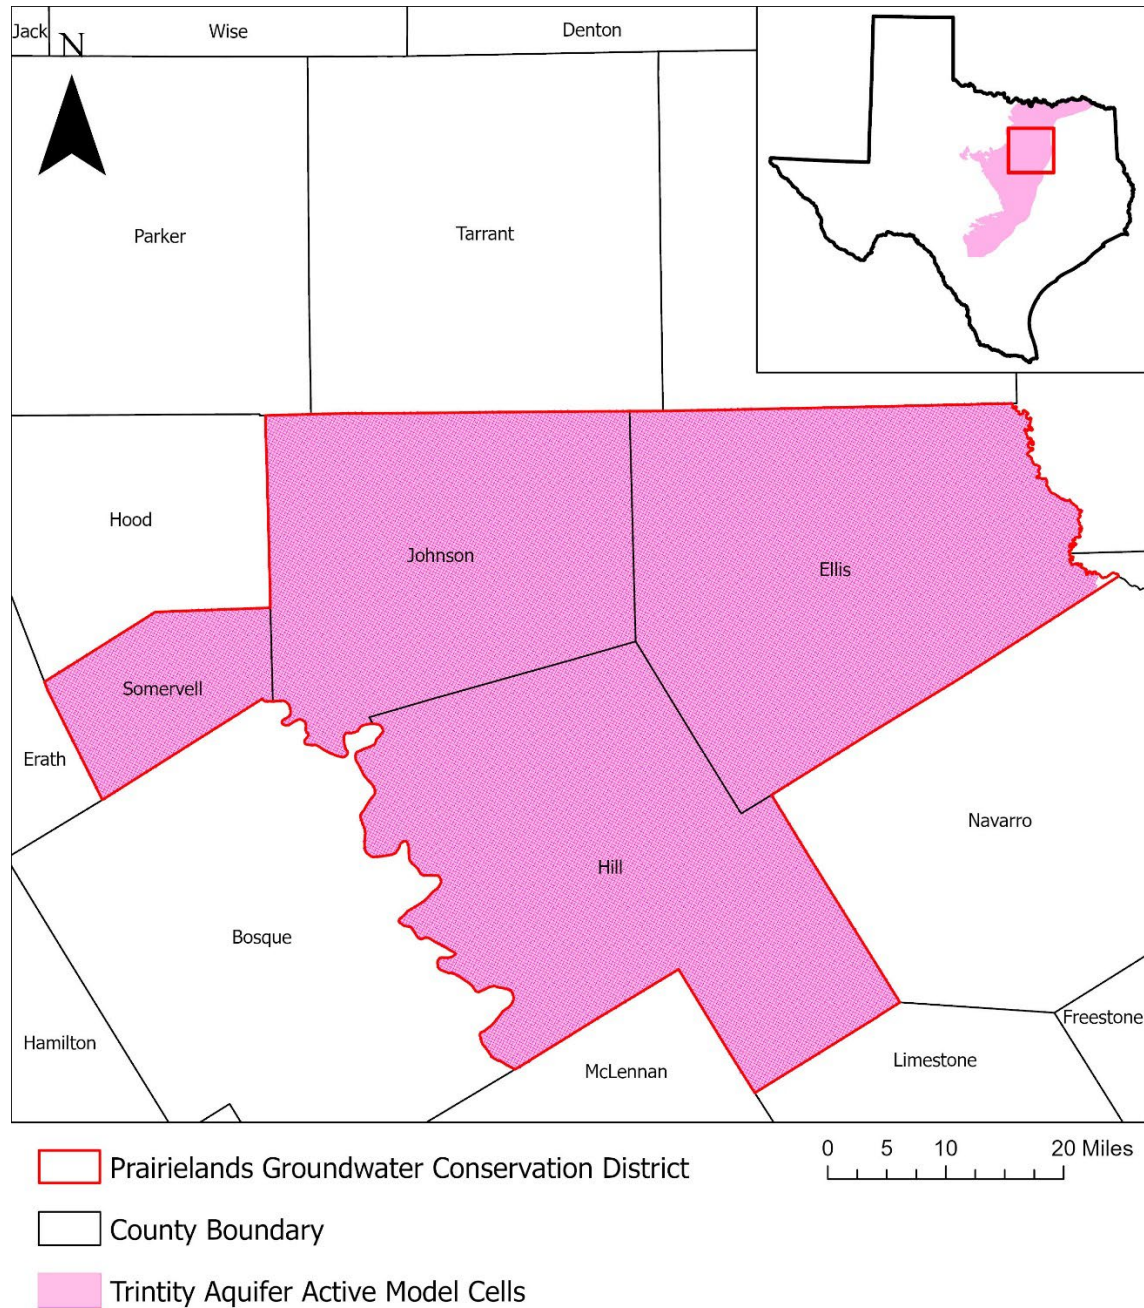 Jack
N
Wise
Denton
Parker
Tarrant
Hood
Johnson
Ellis
Somervell
Erath
Navarro
Hill
Bosque
Hamilton
McLennan
Limestone
Freestone
Prairielands Groundwater Conservation District
0 5 10 20 Miles
County Boundary
Trintity Aquifer Active Model Cells